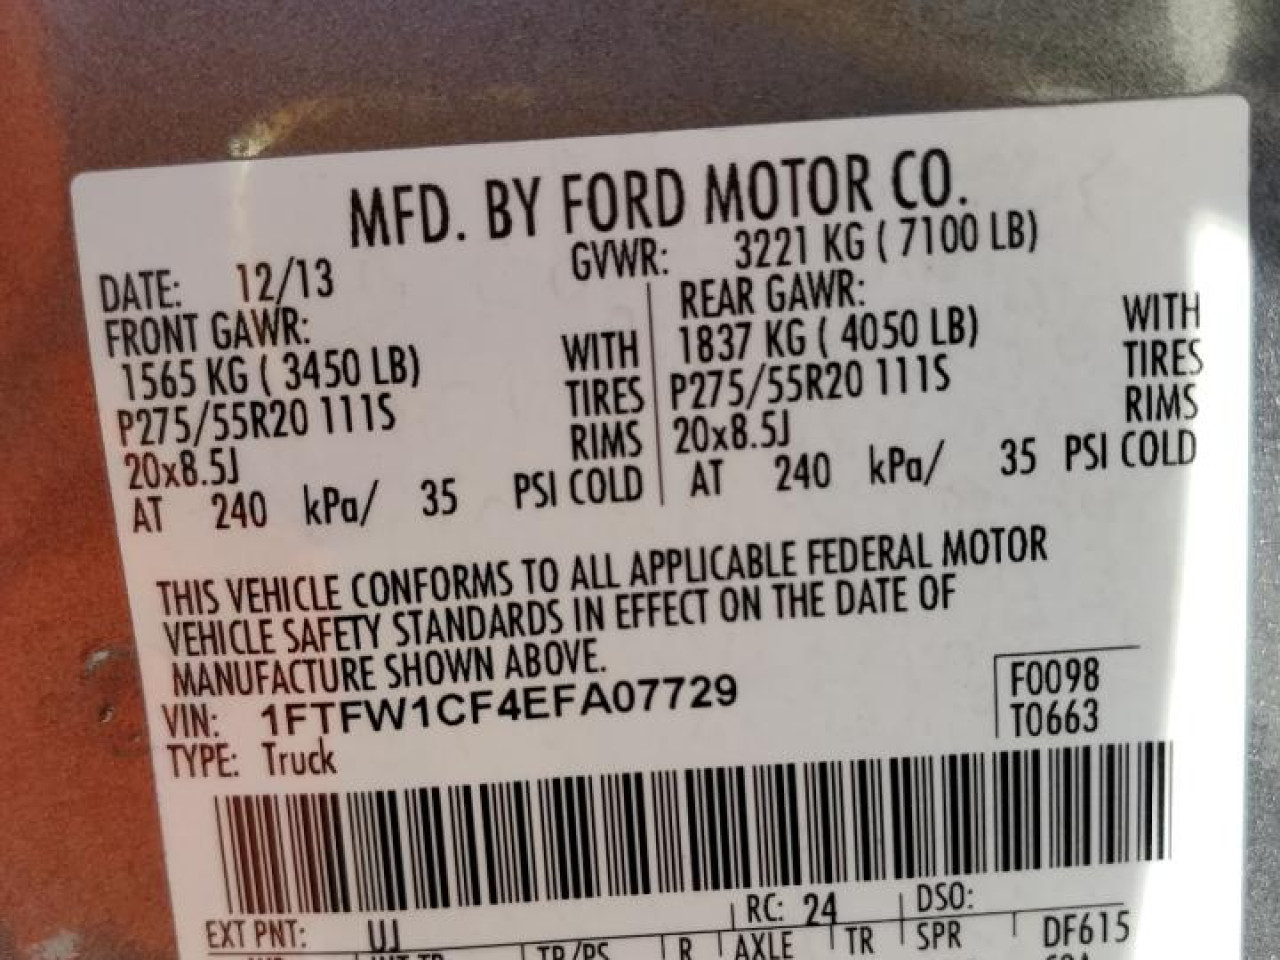 MFD. BY FORD MOTOR CO.
DATE: 12/13 GVWR: 3221 KG ( 7100 LB)
FRONT GAWR: REAR GAWR:
1565 KG ( 3450 LB) WITH 1837 KG ( 4050 LB) WITH
P275/55R20 111S TIRES P275/55R20 111S TIRES
20x8.5J RIMS 20x8.5J RIMS
AT 240 kPa/ 35 PSI COLD AT 240 kPa/ 35 PSI COLD
THIS VEHICLE CONFORMS TO ALL APPLICABLE FEDERAL MOTOR
VEHICLE SAFETY STANDARDS IN EFFECT ON THE DATE OF
MANUFACTURE SHOWN ABOVE.
VIN: 1FTFW1CF4EFA07729 F0098
TYPE: Truck T0663
EXT PNT: UJ RC: 24 DSO:
TP/PS R AXLE TR SPR DF615